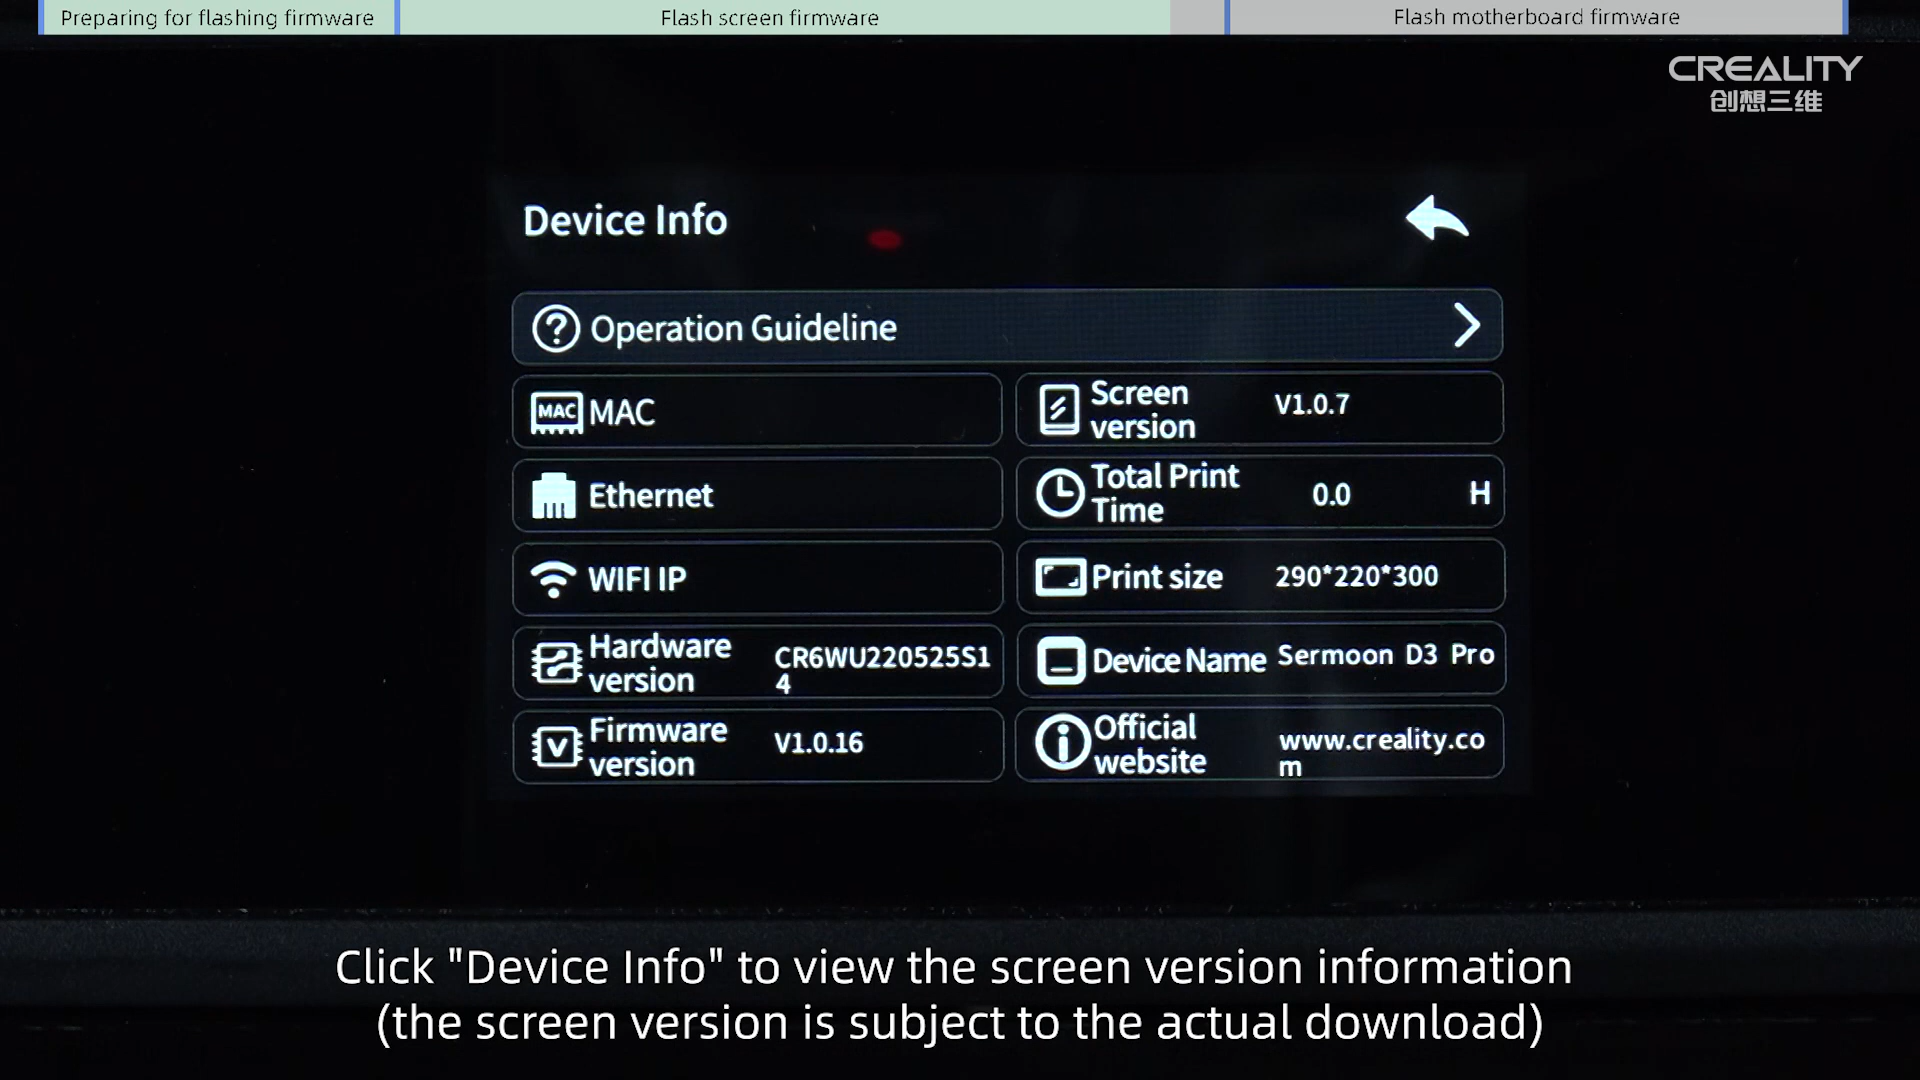 Preparing for flashing firmware
Flash screen firmware
Flash motherboard firmware
CREALITY
创想三维
Device Info
Operation Guideline
MAC MAC
Screen
version
V1.0.7
Ethernet
Total Print
Time
0.0
H
WIFI IP
Print size
290*220*300
Hardware
version
CR6WU220525S1
4
Device Name
Sermoon D3 Pro
Firmware
version
V1.0.16
Official
website
www.creality.co
m
Click "Device Info" to view the screen version information
(the screen version is subject to the actual download)